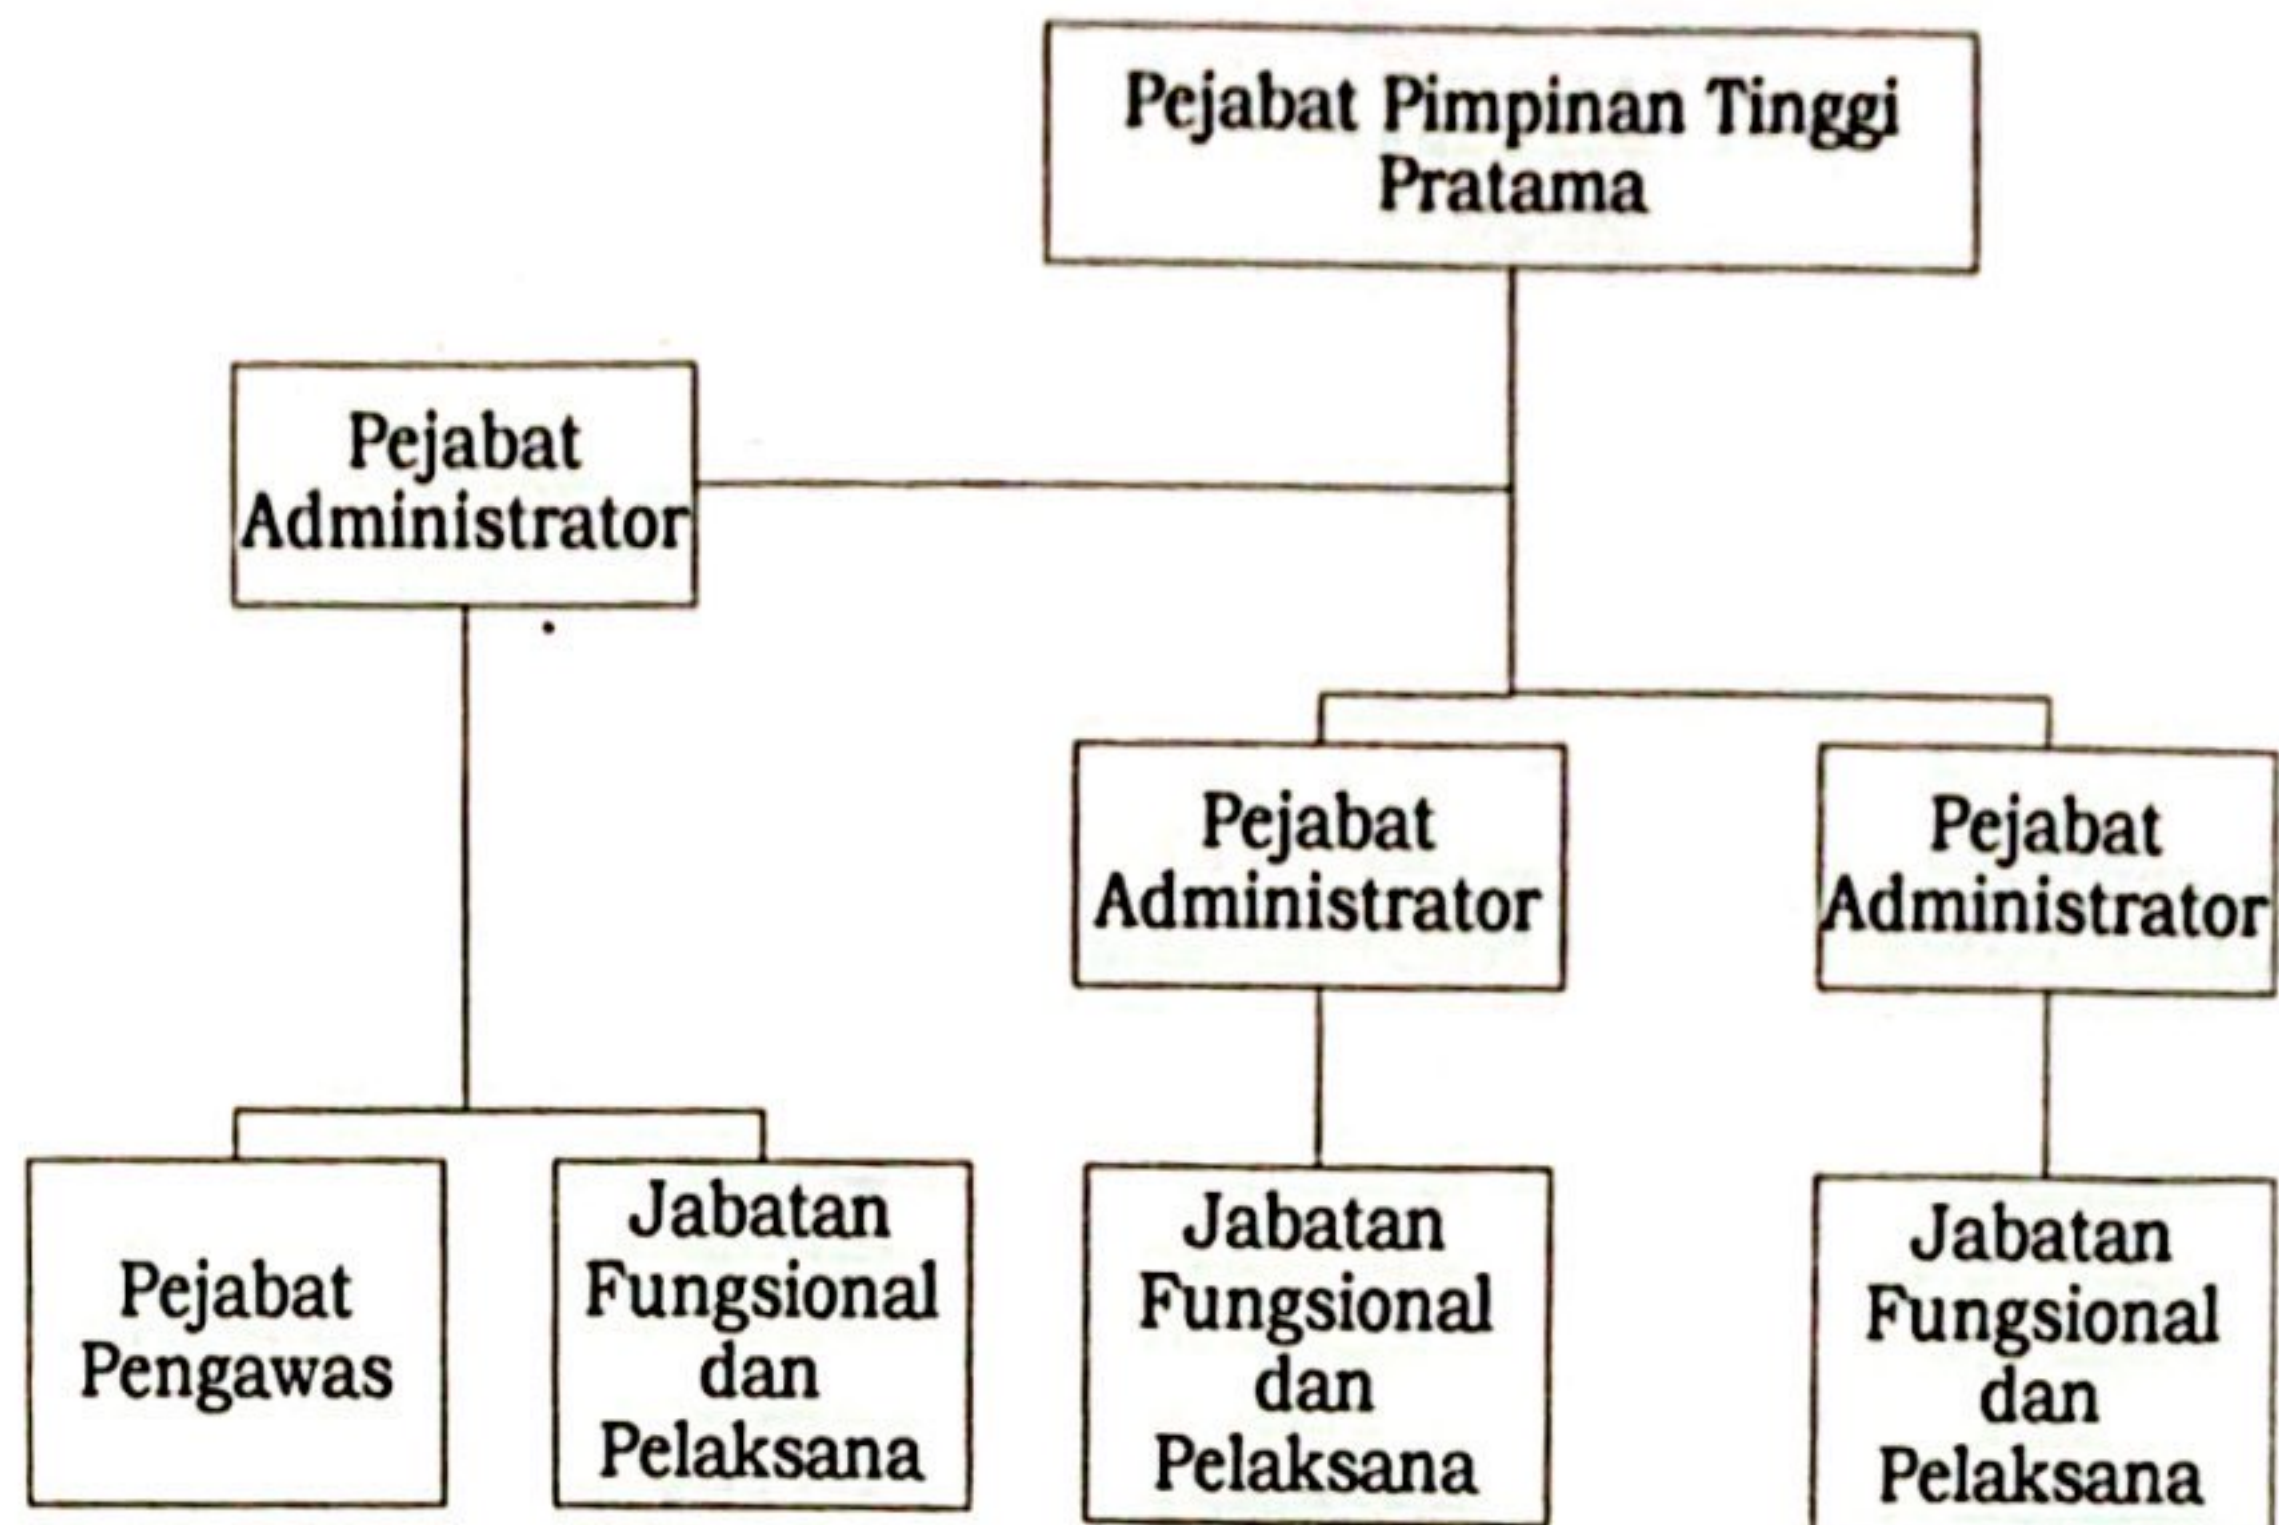 Pejabat Pimpinan Tinggi
Pratama
Pejabat
Administrator
Pejabat
Administrator
Pejabat
Administrator
Pejabat
Pengawas
Jabatan
Fungsional
dan
Pelaksana
Jabatan
Fungsional
dan
Pelaksana
Jabatan
Fungsional
dan
Pelaksana